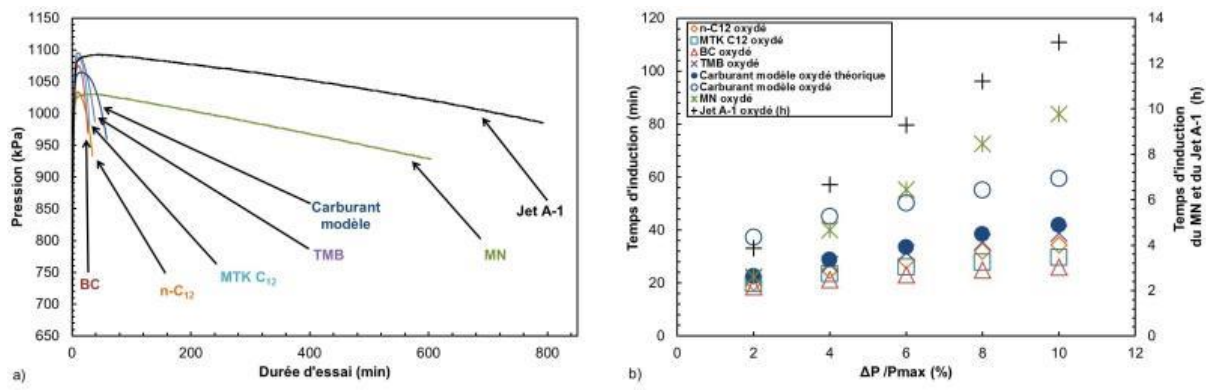 1150
1100
1050
1000
950
900
850
800
750
700
650
Pression (kPa)
0
200
400
600
800
Durée d'essai (min)
BC
n-C12
MTK C12
TMB
Carburant
modèle
MN
Jet A-1
a)
120
100
80
60
40
20
0
Temps d'induction (min)
n-C12 oxydé
MTK C12 oxydé
BC oxydé
TMB oxydé
Carburant modèle oxydé théorique
Carburant modèle oxydé
MN oxydé
Jet A-1 oxydé (h)
14
12
10
8
6
4
2
0
Temps d'induction
du MN et du Jet A-1 (h)
0
2
4
6
8
10
12
ΔP /Pmax (%)
b)